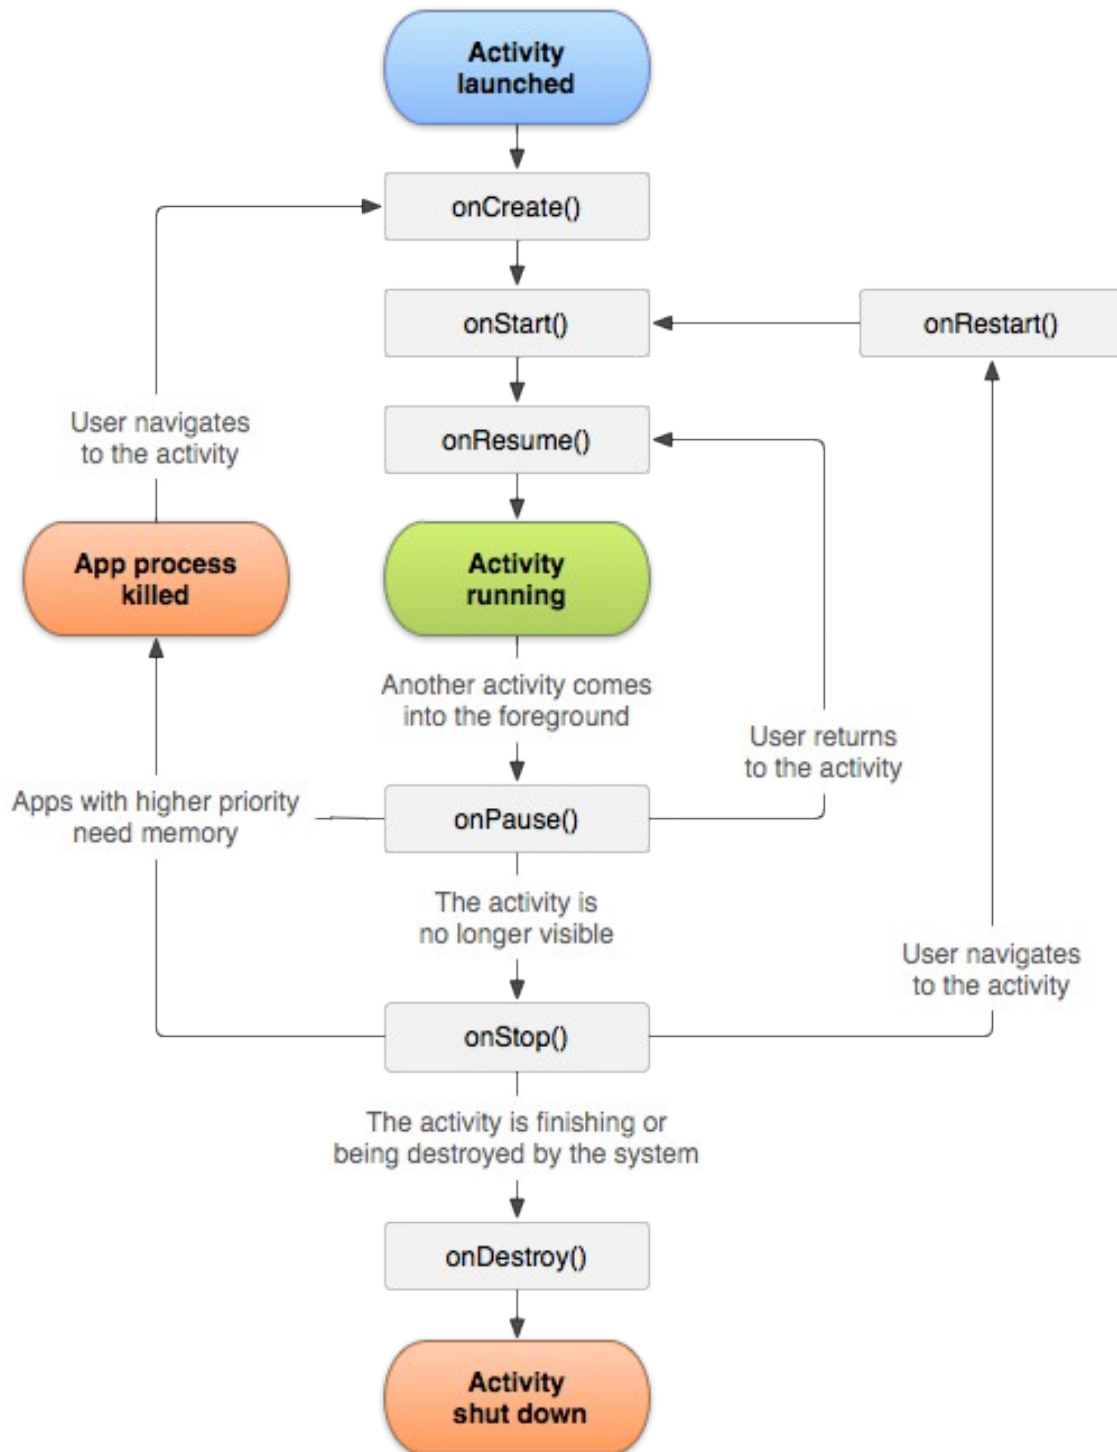 Activity
launched
onCreate()
onStart()
onRestart()
User navigates
to the activity
onResume()
App process
killed
Activity
running
Another activity comes
into the foreground
User returns
to the activity
Apps with higher priority
need memory
onPause()
The activity is
no longer visible
User navigates
to the activity
onStop()
The activity is finishing or
being destroyed by the system
onDestroy()
Activity
shut down